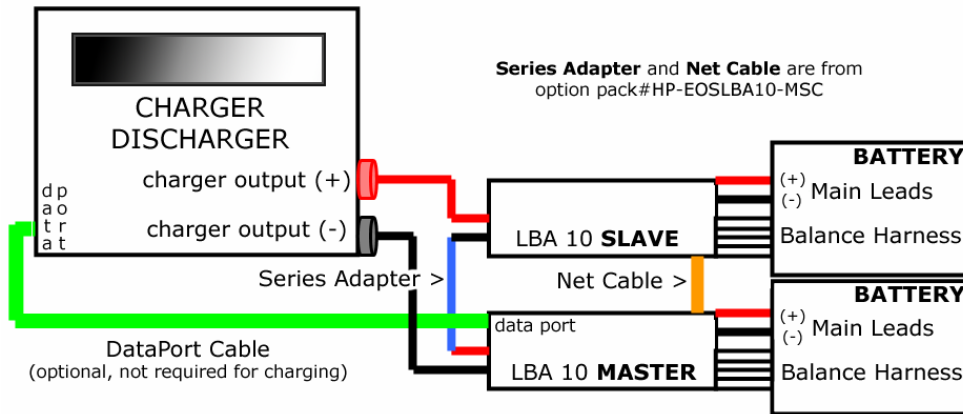 CHARGER
DISCHARGER
charger output (+)
charger output (-)
data port
Series Adapter and Net Cable are from
option pack#HP-EOSLBA10-MSC
BATTERY
(+) Main Leads
(-)
Balance Harness
LBA 10 SLAVE
Series Adapter >
Net Cable >
BATTERY
(+) Main Leads
(-)
Balance Harness
data port
LBA 10 MASTER
DataPort Cable
(optional, not required for charging)